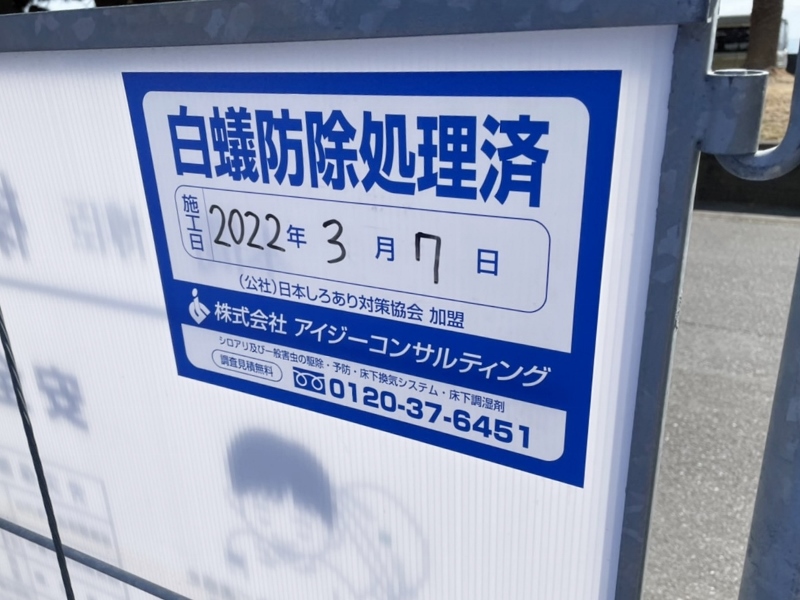 白蟻防除処理済
施工日 2022年 3月 7日
(公社)日本しろあり対策協会 加盟
株式会社 アイジーコンサルティング
シロアリ及び一般害虫の駆除・予防・床下換気システム・床下調湿剤
調査見積無料 0120-37-6451